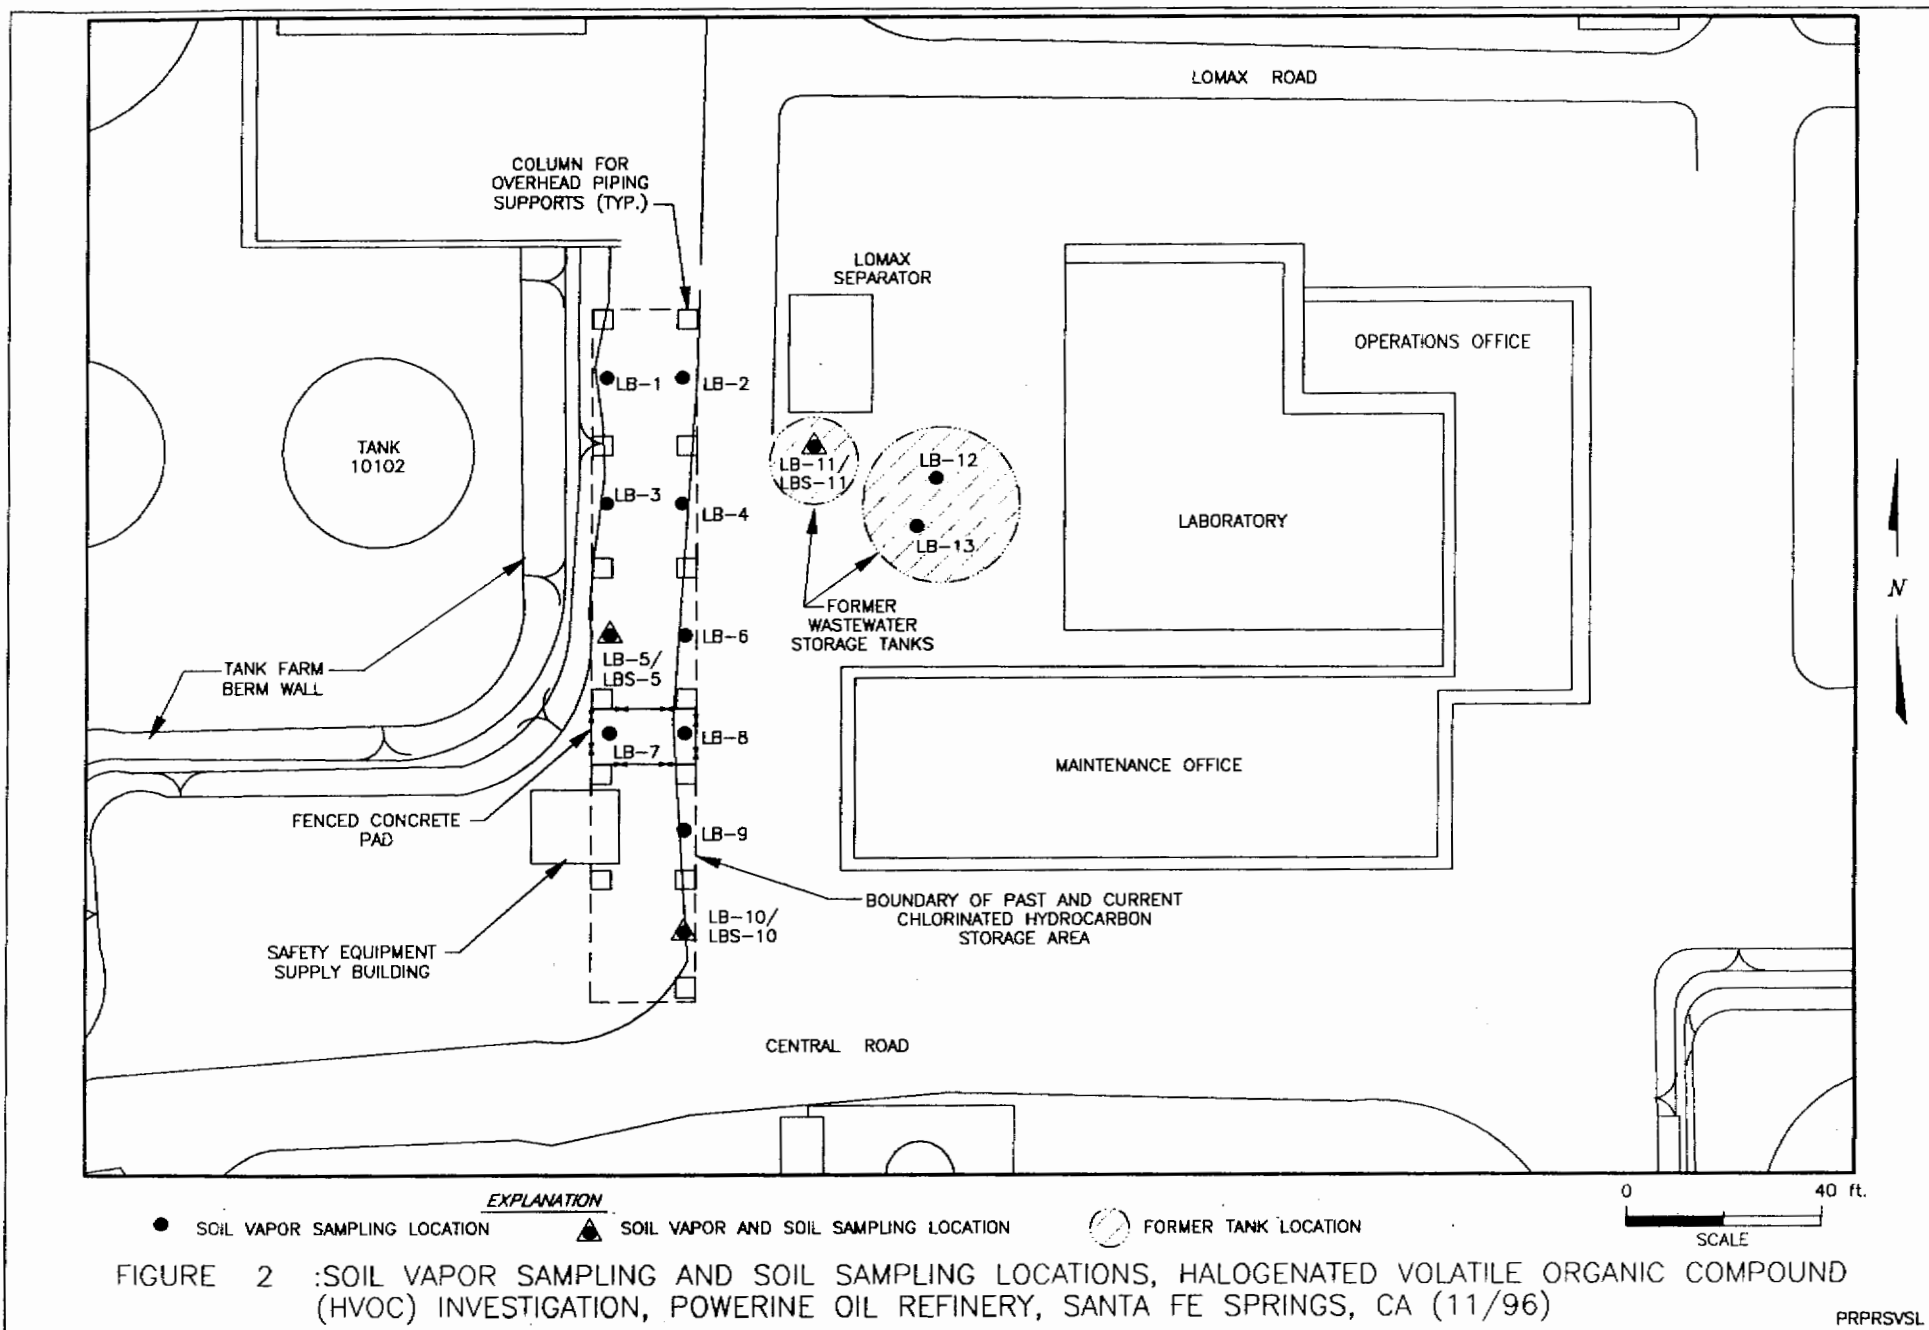 LOMAX ROAD
COLUMN FOR
OVERHEAD PIPING
SUPPORTS (TYP.)
LOMAX
SEPARATOR
OPERATIONS OFFICE
LB-1
LB-2
TANK
10102
LB-11/
LBS-11
LB-12
LB-3
LB-4
LB-13
LABORATORY
N
FORMER
WASTEWATER
STORAGE TANKS
LB-6
LB-5/
LBS-5
TANK FARM
BERM WALL
LB-8
LB-7
MAINTENANCE OFFICE
FENCED CONCRETE
PAD
LB-9
BOUNDARY OF PAST AND CURRENT
CHLORINATED HYDROCARBON
STORAGE AREA
LB-10/
LBS-10
SAFETY EQUIPMENT
SUPPLY BUILDING
CENTRAL ROAD
EXPLANATION
SOIL VAPOR SAMPLING LOCATION
SOIL VAPOR AND SOIL SAMPLING LOCATION
FORMER TANK LOCATION
0 40 ft.
SCALE
FIGURE 2 :SOIL VAPOR SAMPLING AND SOIL SAMPLING LOCATIONS, HALOGENATED VOLATILE ORGANIC COMPOUND
(HVOC) INVESTIGATION, POWERINE OIL REFINERY, SANTA FE SPRINGS, CA (11/96)
PRPRSVSL